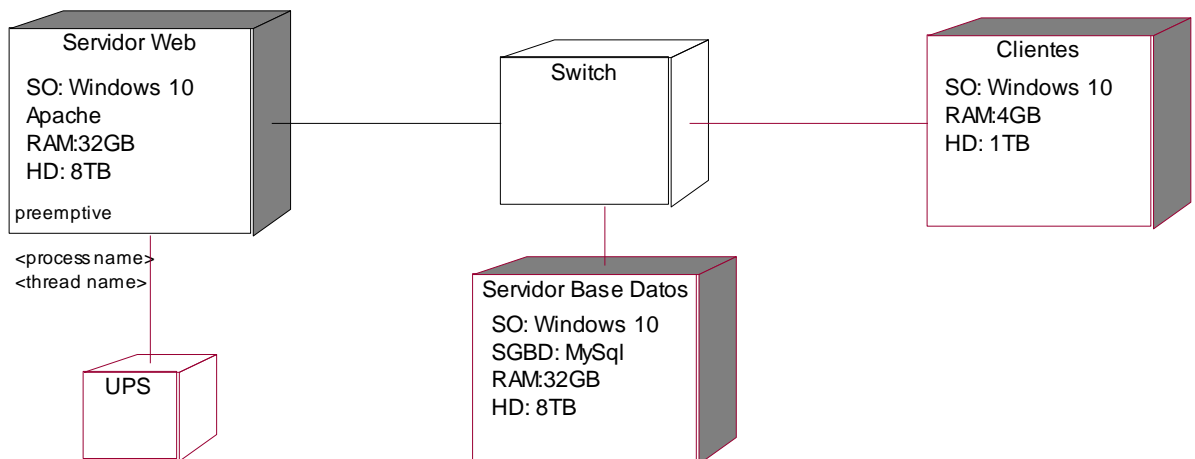 Servidor Web
SO: Windows 10
Apache
RAM:32GB
HD: 8TB
preemptive
<process name>
<thread name>
UPS
Switch
Servidor Base Datos
SO: Windows 10
SGBD: MySql
RAM:32GB
HD: 8TB
Clientes
SO: Windows 10
RAM:4GB
HD: 1TB